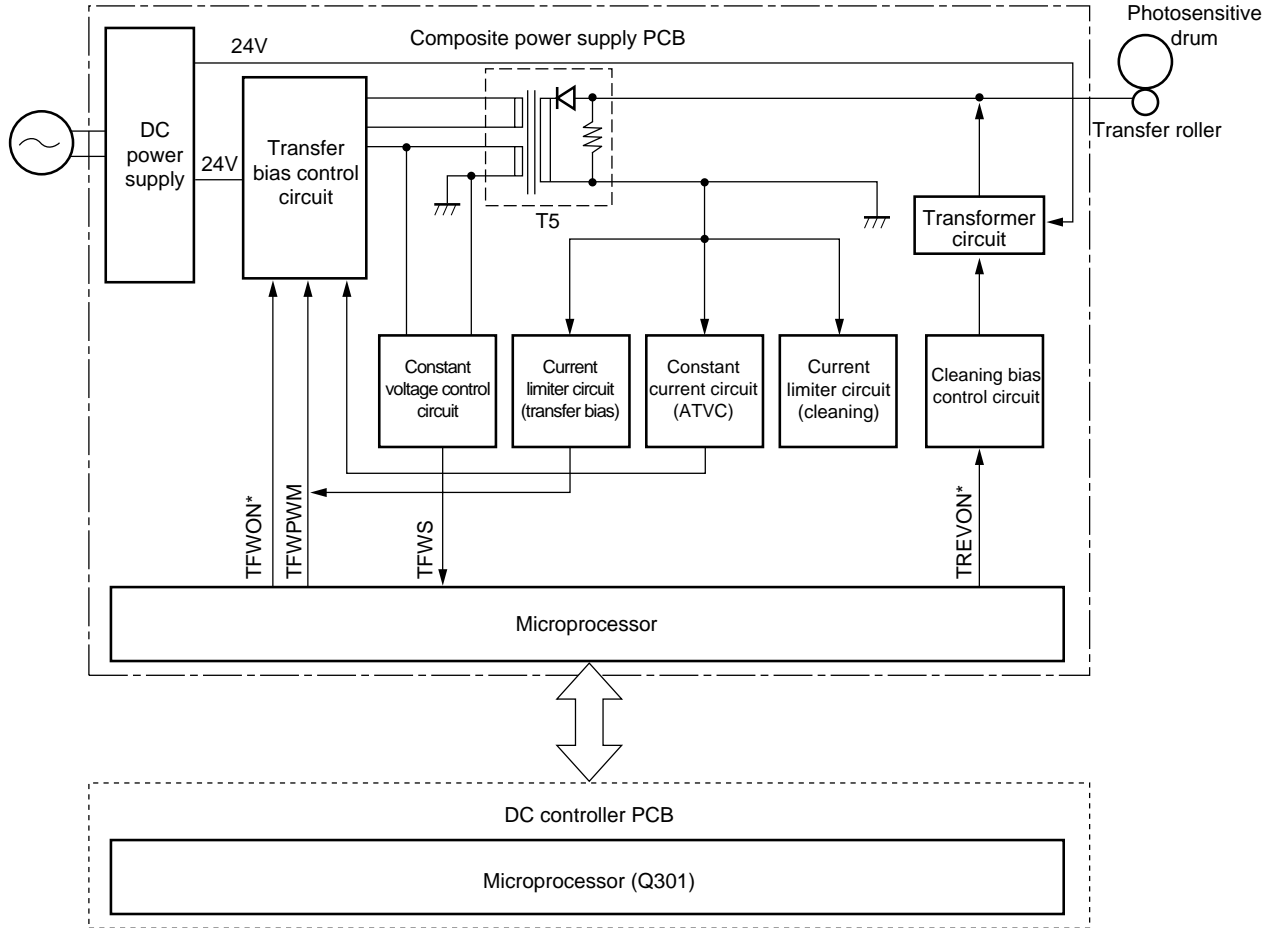 Photosensitive
drum
24V
Composite power supply PCB
DC
power
supply
24V
Transfer
bias control
circuit
Transfer roller
T5
Transformer
circuit
Constant
voltage control
circuit
Current
limiter circuit
(transfer bias)
Constant
current circuit
(ATVC)
Current
limiter circuit
(cleaning)
Cleaning bias
control circuit
TFWON*
TFWPWM
TFWS
TREVON*
Microprocessor
DC controller PCB
Microprocessor (Q301)